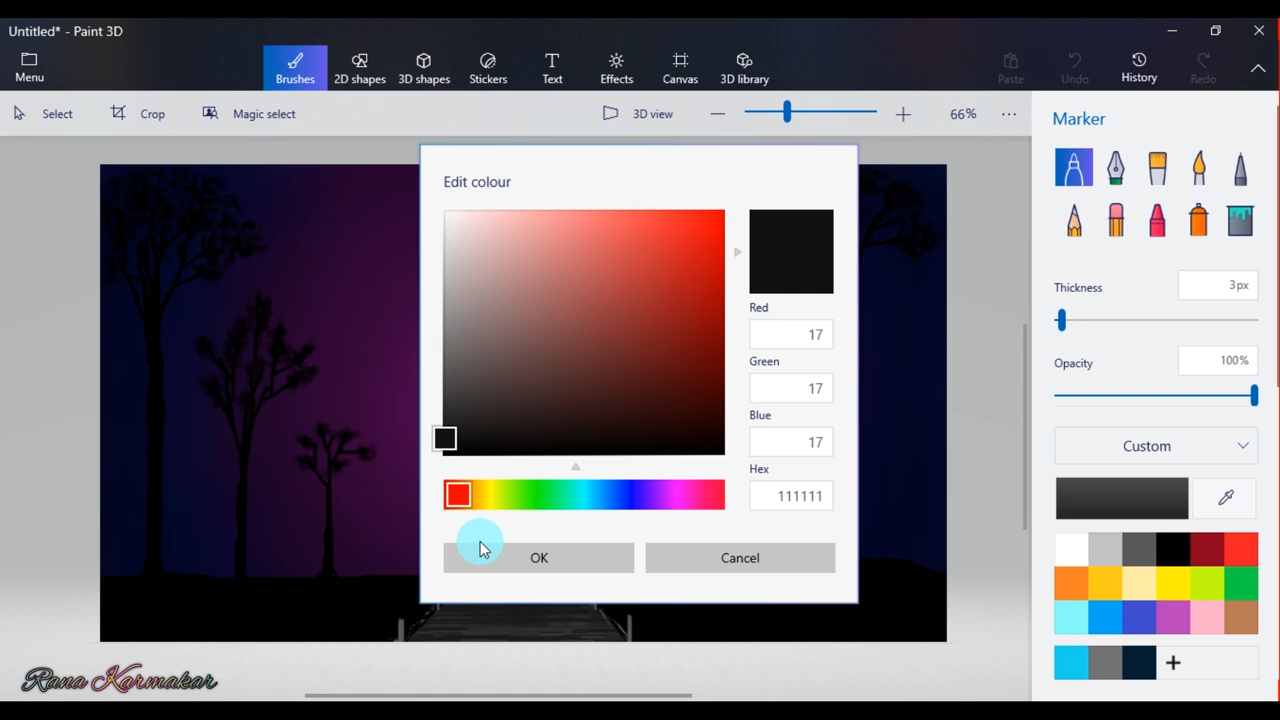 Untitled* - Paint 3D
Menu
Brushes
2D shapes
3D shapes
Stickers
Text
Effects
Canvas
3D library
Paste
Undo
History
Redo
Select
Crop
Magic select
3D view
66%
Marker
Thickness
3px
Opacity
100%
Custom
Edit colour
Red
17
Green
17
Blue
17
Hex
111111
OK
Cancel
Rana Karmakar